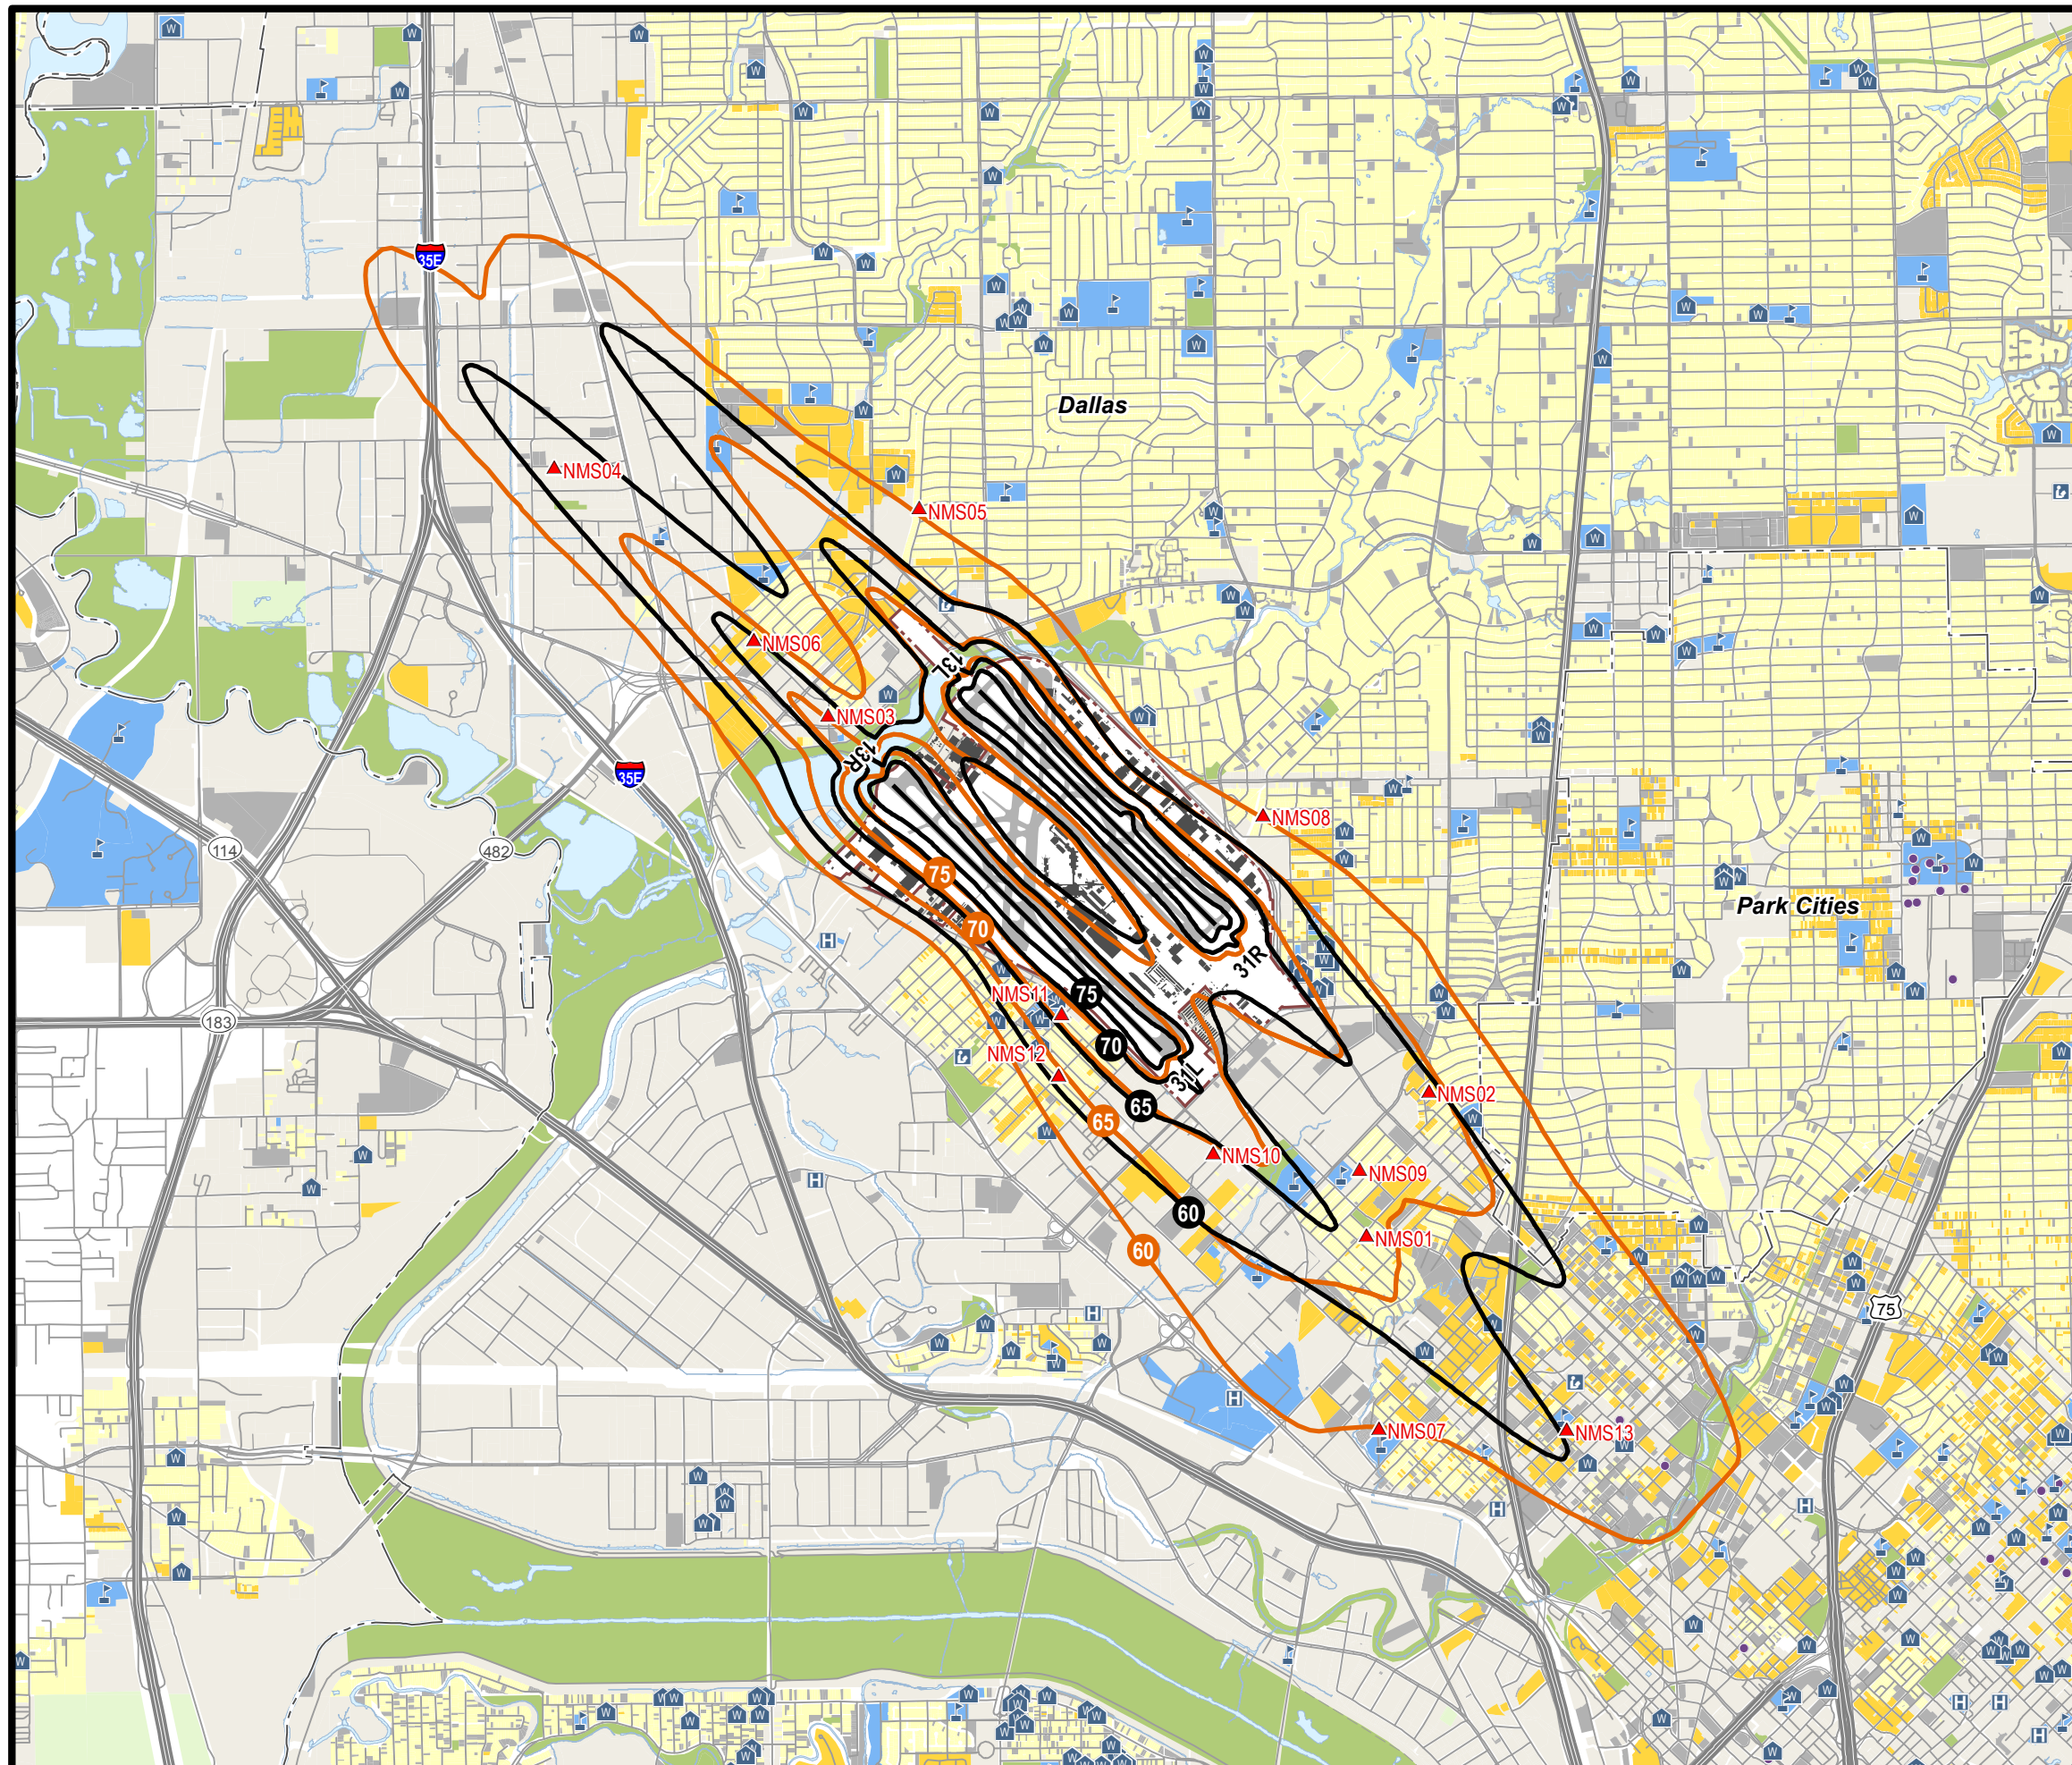 35E
Dallas
NMS04
NMS05
NMS06
13L
NMS03
13R
35E
NMS08
114
482
75
Park Cities
70
31R
NMS11
75
183
70
NMS12
31L
NMS02
65
65
NMS10
NMS09
60
NMS01
60
75
H
H
H
H
NMS07
NMS13
H
H
H
H
H